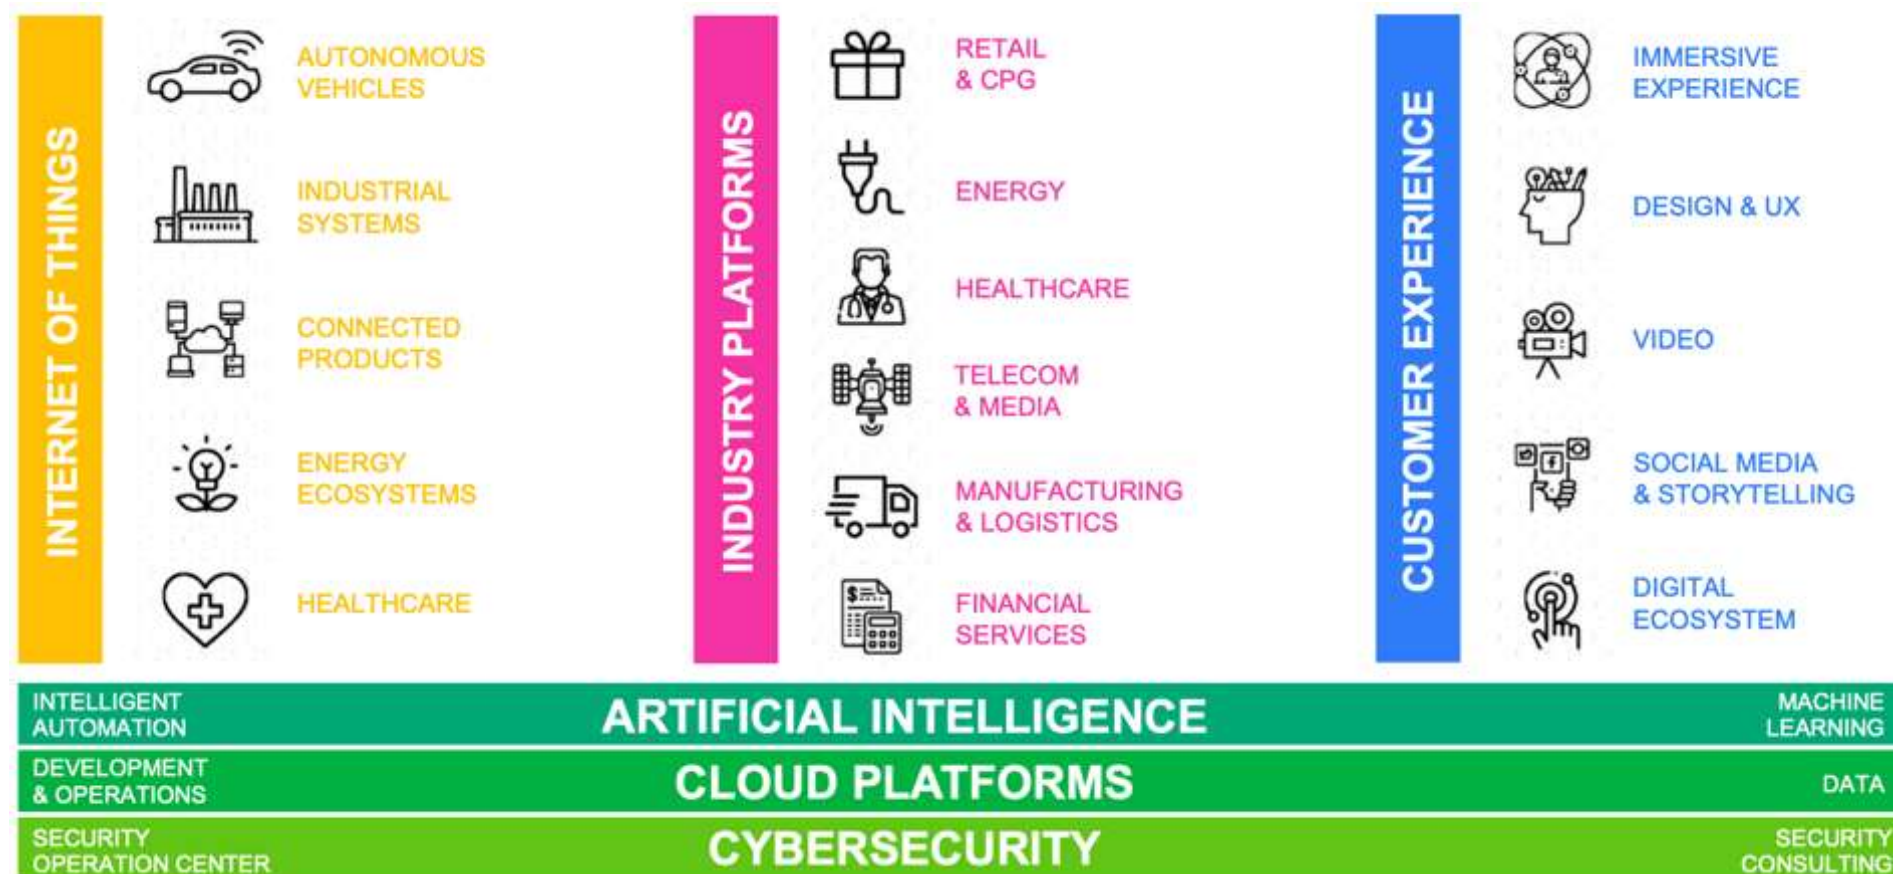 INTERNET OF THINGS
AUTONOMOUS
VEHICLES
INDUSTRIAL
SYSTEMS
CONNECTED
PRODUCTS
ENERGY
ECOSYSTEMS
HEALTHCARE
INDUSTRY PLATFORMS
RETAIL
& CPG
ENERGY
HEALTHCARE
TELECOM
& MEDIA
MANUFACTURING
& LOGISTICS
FINANCIAL
SERVICES
CUSTOMER EXPERIENCE
IMMERSIVE
EXPERIENCE
DESIGN & UX
VIDEO
SOCIAL MEDIA
& STORYTELLING
DIGITAL
ECOSYSTEM
INTELLIGENT
AUTOMATION
ARTIFICIAL INTELLIGENCE
MACHINE
LEARNING
DEVELOPMENT
& OPERATIONS
CLOUD PLATFORMS
DATA
SECURITY
OPERATION CENTER
CYBERSECURITY
SECURITY
CONSULTING